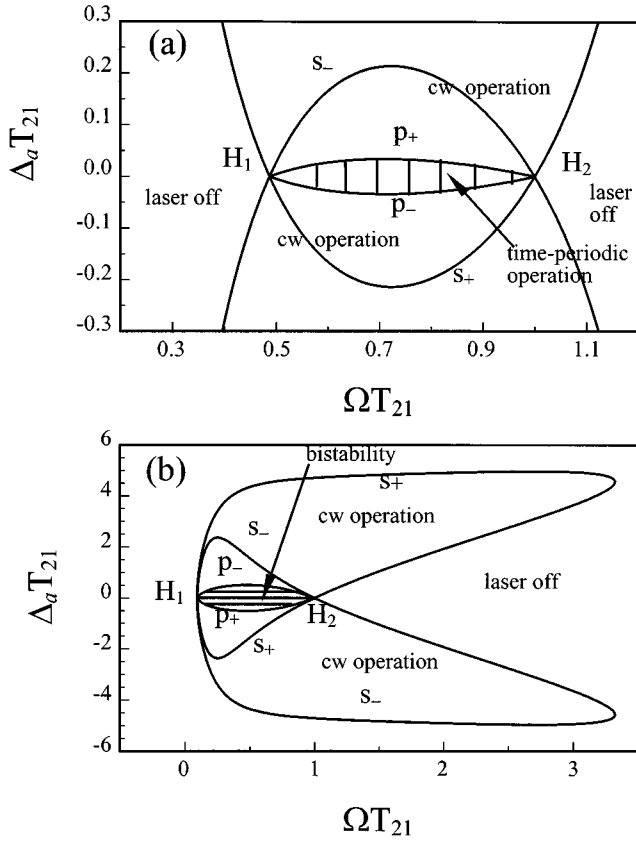 (a)
0.3
0.2
0.1
0.0
-0.1
-0.2
-0.3
ΔaT21
S−
cw operation
p+
H1
H2
laser off
laser
off
p−
cw operation
time-periodic
operation
S+
0.3
0.5
0.7
0.9
1.1
ΩT21
(b)
bistability
6
4
2
0
-2
-4
-6
ΔaT21
S+
cw operation
S−
p−
H1
H2
laser off
p+
S+
cw operation
S−
0
1
2
3
ΩT21